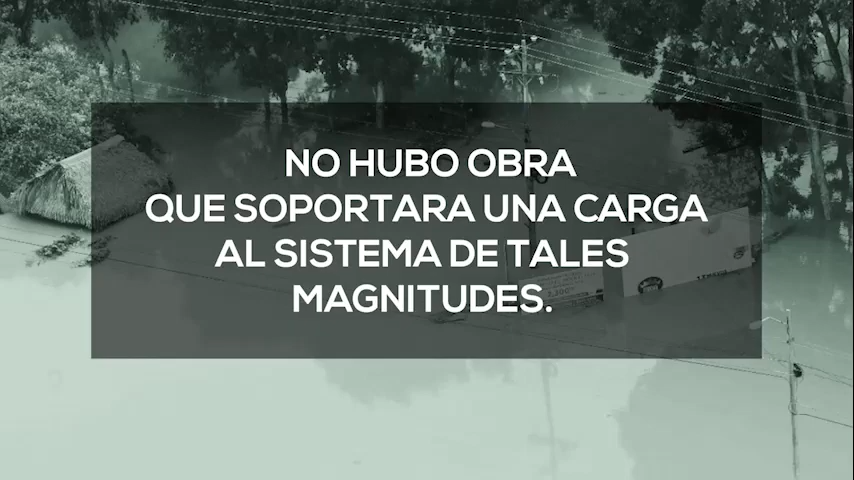 NO HUBO OBRA
QUE SOPORTARA UNA CARGA
AL SISTEMA DE TALES
MAGNITUDES.